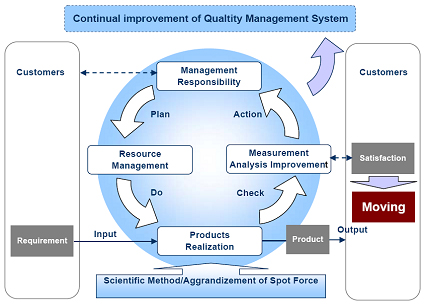 Continual improvement of Qualtity Management System
Customers
Customers
Management
Responsibility
Plan
Action
Resource
Management
Measurement
Analysis Improvement
Satisfaction
Do
Check
Moving
Requirement
Input
Products
Realization
Product
Output
Scientific Method/Aggrandizement of Spot Force